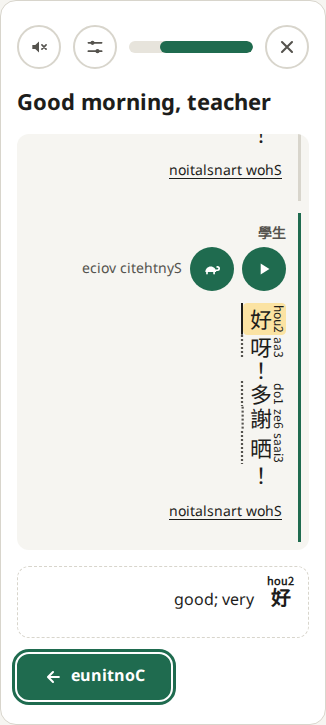 Good morning, teacher
！
noitalsnart wohS
學生
eciov citehtnyS
好呀！多謝晒！
hou2 aa3 do1 ze6 saai3
noitalsnart wohS
hou2
好 good; very
eunitnoC